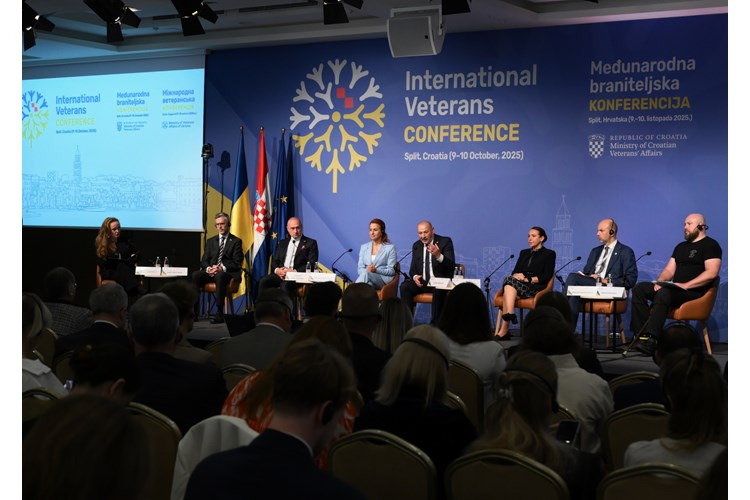 International
Veterans
CONFERENCE
Split, Croatia (9–10 October, 2025)
Međunarodna
braniteljska
KONFERENCIJA
Split, Hrvatska (9.–10. listopada 2025.)
REPUBLIC OF CROATIA
Ministry of Croatian
Veterans' Affairs
International
Veterans
CONFERENCE
Međunarodna
braniteljska
Міжнародна
ветеранська